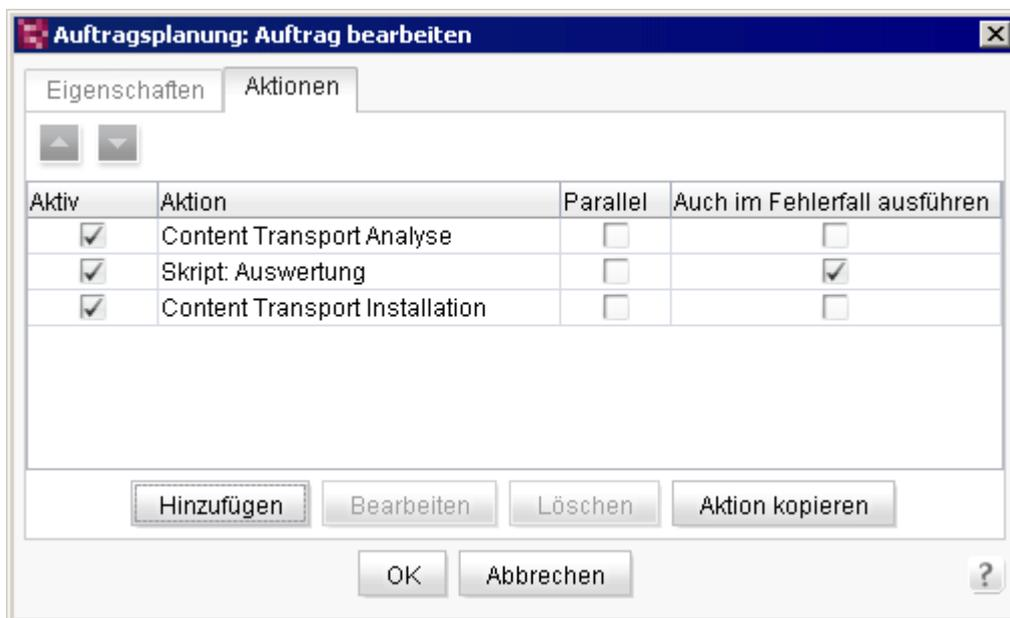 Auftragsplanung: Auftrag bearbeiten
Eigenschaften Aktionen
Aktiv Aktion Parallel Auch im Fehlerfall ausführen
Content Transport Analyse
Skript: Auswertung
Content Transport Installation
Hinzufügen Bearbeiten Löschen Aktion kopieren
OK Abbrechen ?